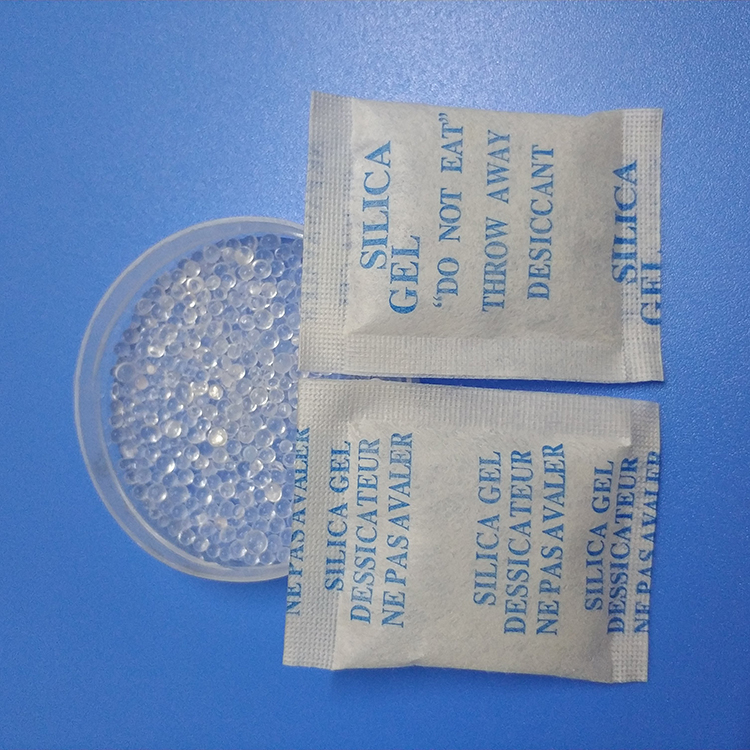 SILICA
GEL
“DO NOT EAT”
THROW AWAY
DESICCANT
SILICA
GEL
NE PAS AVALER
SILICA GEL
DESSICATEUR
NE PAS AVALER
SILICA GEL
DESSICATEUR
NE PAS AVALER
SILICA GEL
DESSICATEUR
NE PAS AVALER